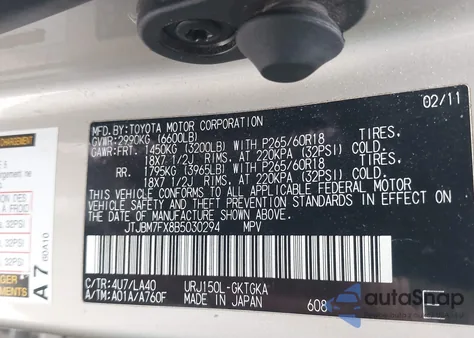 MFD.BY:TOYOTA MOTOR CORPORATION 02/11
GVWR:2990KG (6600LB)
GAWR:FRT. 1450KG (3200LB) WITH P265/60R18 TIRES,
18X7 1/2J RIMS, AT 220KPA (32PSI) COLD.
RR. 1795KG (3965LB) WITH P265/60R18 TIRES,
18X7 1/2J RIMS, AT 220KPA (32PSI) COLD.
THIS VEHICLE CONFORMS TO ALL APPLICABLE FEDERAL MOTOR
VEHICLE SAFETY AND THEFT PREVENTION STANDARDS IN EFFECT ON
THE DATE OF MANUFACTURE SHOWN ABOVE.
JTJBM7FX8B5030294 MPV
C/TR:4U7/LA40 URJ150L-GKTGKA
A/TM:A01A/A760F JAPAN 608
A7
autoSnap